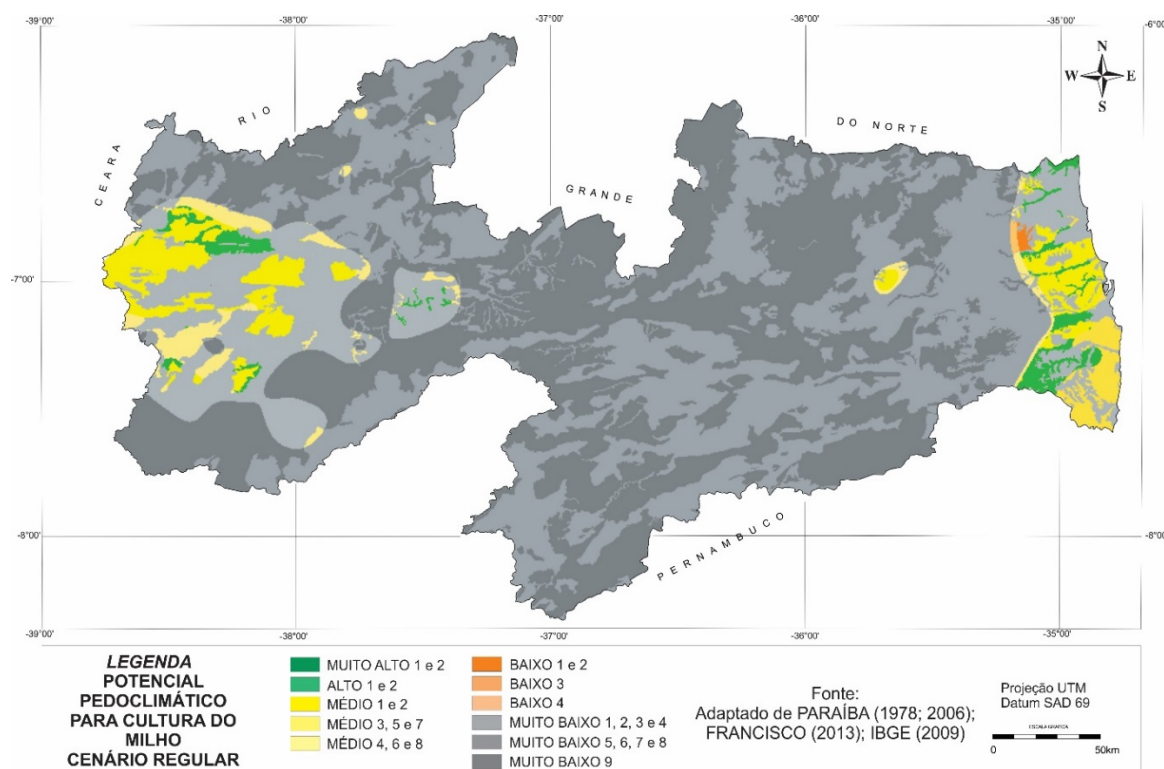 -39°00'
-37°00'
-38°00'
-36°00'
-35°00'
-6°00'
N
W E
S
RIO
DO NORTE
CEARA
GRANDE
-7°00'
-7°00'
-8°00'
-8°00'
PERNAMBUCO
-39°00'
-38°00'
-37°00'
-36°00'
-35°00'
LEGENDA
POTENCIAL
PEDOCLIMÁTICO
PARA CULTURA DO
MILHO
CENÁRIO REGULAR
MUITO ALTO 1 e 2
ALTO 1 e 2
MÉDIO 1 e 2
MÉDIO 3, 5 e 7
MÉDIO 4, 6 e 8
BAIXO 1 e 2
BAIXO 3
BAIXO 4
MUITO BAIXO 1, 2, 3 e 4
MUITO BAIXO 5, 6, 7 e 8
MUITO BAIXO 9
Fonte:
Adaptado de PARAÍBA (1978; 2006);
FRANCISCO (2013); IBGE (2009)
Projeção UTM
Datum SAD 69
ESCALA GRAFICA
0 50km